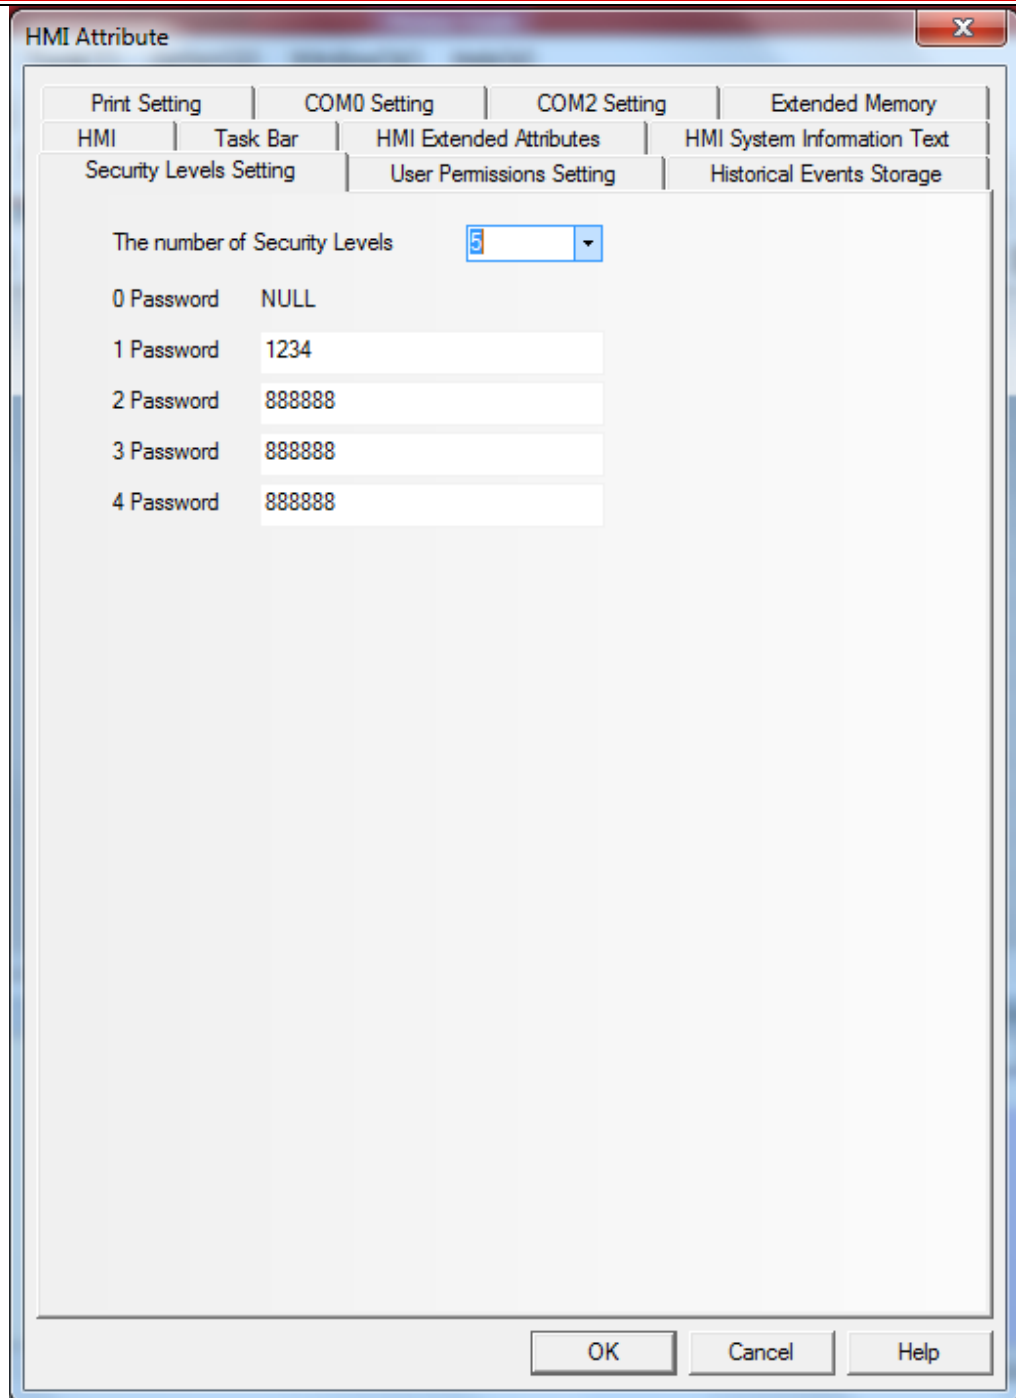 HMI Attribute
x
Print Setting COM0 Setting COM2 Setting Extended Memory
HMI Task Bar HMI Extended Attributes HMI System Information Text
Security Levels Setting User Permissions Setting Historical Events Storage
The number of Security Levels 5
0 Password NULL
1 Password 1234
2 Password 888888
3 Password 888888
4 Password 888888
OK Cancel Help